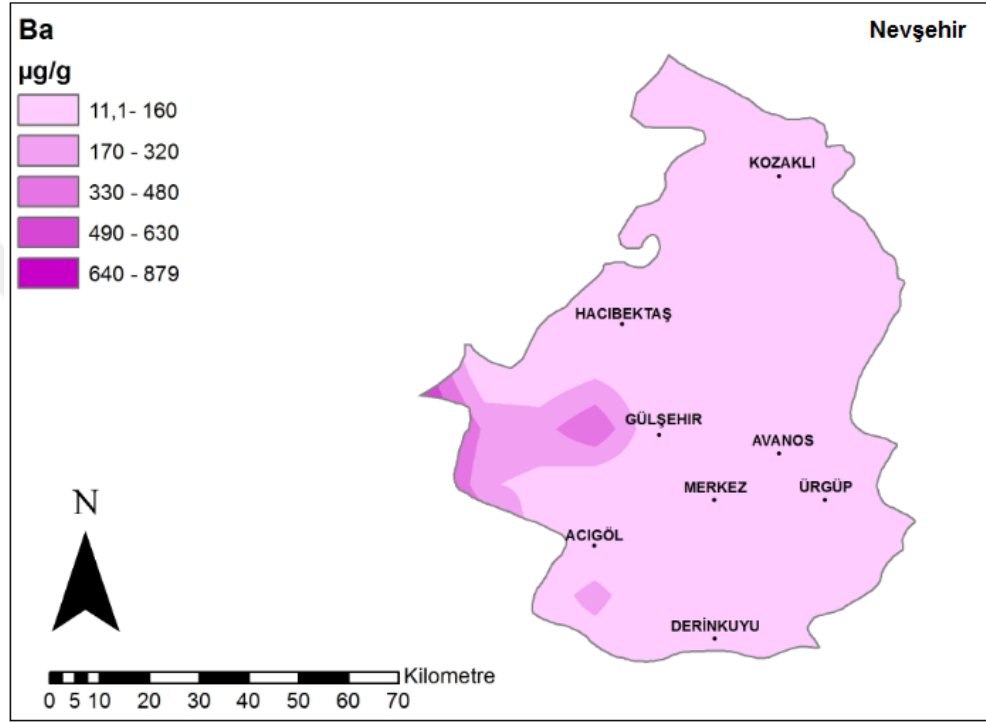 Ba
Nevşehir
µg/g
11,1- 160
170 - 320
330 - 480
490 - 630
640 - 879
KOZAKLI
HACIBEKTAŞ
GÜLŞEHIR
AVANOS
MERKEZ
ÜRGÜP
ACIGÖL
DERİNKUYU
N
Kilometre
0 5 10 20 30 40 50 60 70